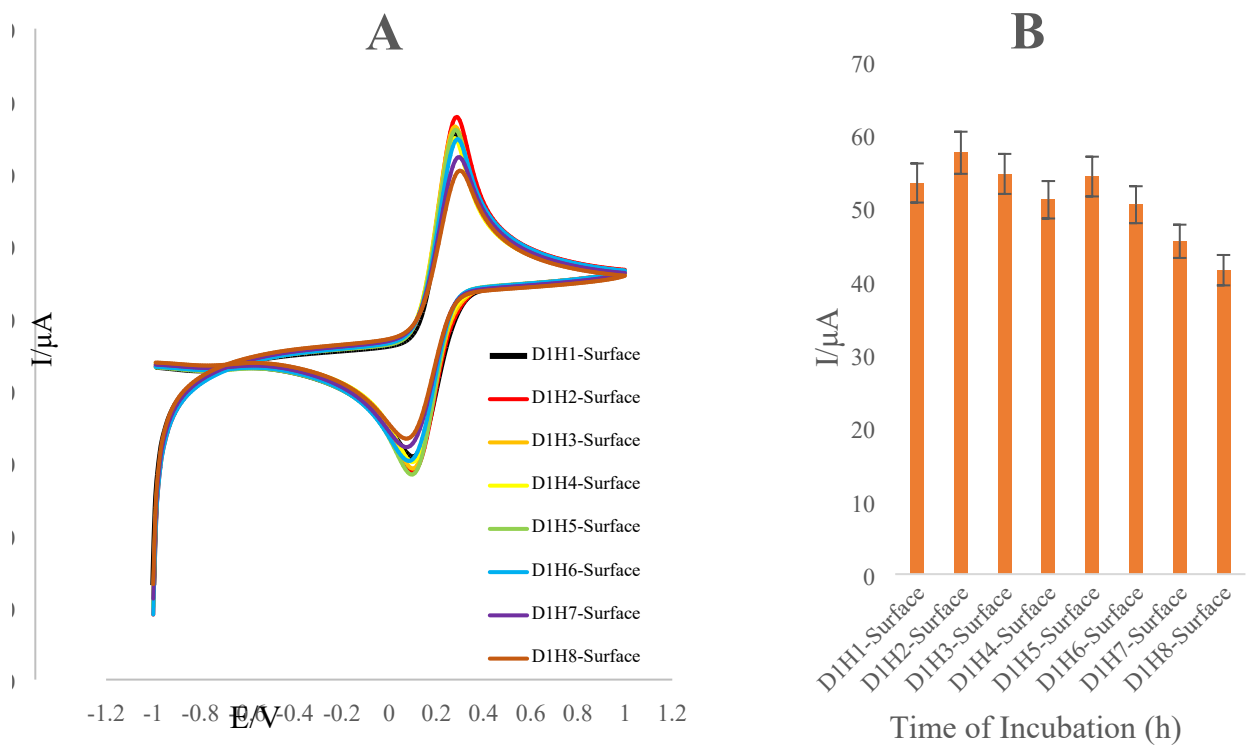 A
I/μA
D1H1-Surface
D1H2-Surface
D1H3-Surface
D1H4-Surface
D1H5-Surface
D1H6-Surface
D1H7-Surface
D1H8-Surface
-1.2 -1 -0.8 -0.6 -0.4 -0.2 0 0.2 0.4 0.6 0.8 1 1.2
E/V
B
70
60
50
40
30
20
10
0
I/μA
D1H1-Surface
D1H2-Surface
D1H3-Surface
D1H4-Surface
D1H5-Surface
D1H6-Surface
D1H7-Surface
D1H8-Surface
Time of Incubation (h)